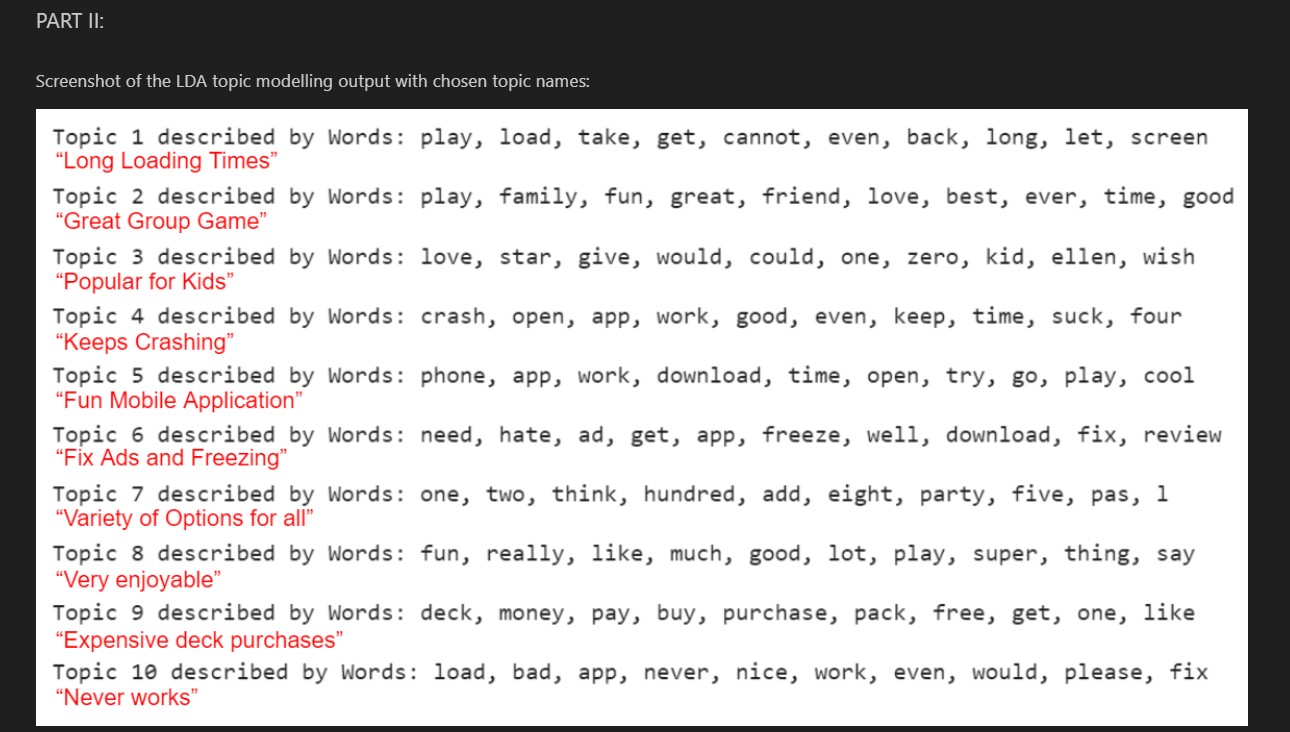 PART II:
Screenshot of the LDA topic modelling output with chosen topic names:
Topic 1 described by Words: play, load, take, get, cannot, even, back, long, let, screen
“Long Loading Times”
Topic 2 described by Words: play, family, fun, great, friend, love, best, ever, time, good
“Great Group Game”
Topic 3 described by Words: love, star, give, would, could, one, zero, kid, ellen, wish
“Popular for Kids”
Topic 4 described by Words: crash, open, app, work, good, even, keep, time, suck, four
“Keeps Crashing”
Topic 5 described by Words: phone, app, work, download, time, open, try, go, play, cool
“Fun Mobile Application”
Topic 6 described by Words: need, hate, ad, get, app, freeze, well, download, fix, review
“Fix Ads and Freezing”
Topic 7 described by Words: one, two, think, hundred, add, eight, party, five, pas, l
“Variety of Options for all”
Topic 8 described by Words: fun, really, like, much, good, lot, play, super, thing, say
“Very enjoyable”
Topic 9 described by Words: deck, money, pay, buy, purchase, pack, free, get, one, like
“Expensive deck purchases”
Topic 10 described by Words: load, bad, app, never, nice, work, even, would, please, fix
“Never works”